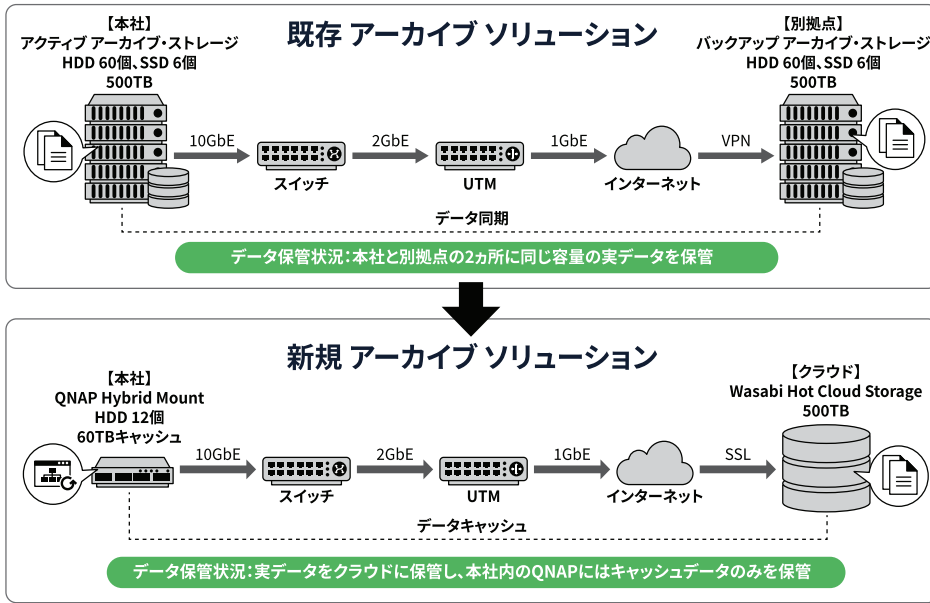 既存 アーカイブ ソリューション
【本社】
アクティブ アーカイブ・ストレージ
HDD 60個、SSD 6個
500TB
10GbE
スイッチ
2GbE
UTM
1GbE
インターネット
VPN
【別拠点】
バックアップ アーカイブ・ストレージ
HDD 60個、SSD 6個
500TB
データ同期
データ保管状況：本社と別拠点の2ヵ所に同じ容量の実データを保管
新規 アーカイブ ソリューション
【本社】
QNAP Hybrid Mount
HDD 12個
60TBキャッシュ
10GbE
スイッチ
2GbE
UTM
1GbE
インターネット
SSL
【クラウド】
Wasabi Hot Cloud Storage
500TB
データキャッシュ
データ保管状況：実データをクラウドに保管し、本社内のQNAPにはキャッシュデータのみを保管